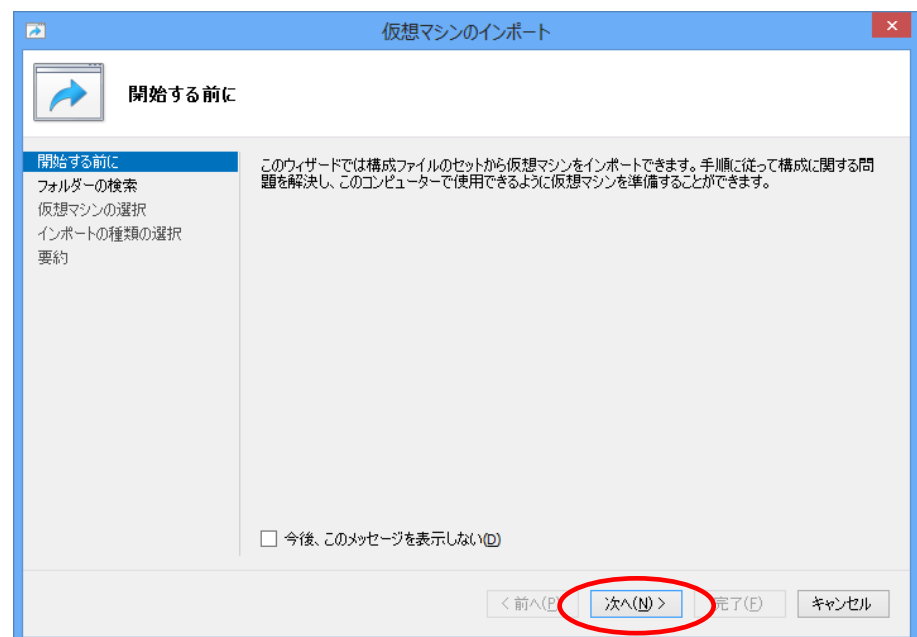 仮想マシンのインポート
開始する前に
開始する前に
フォルダーの検索
仮想マシンの選択
インポートの種類の選択
要約
このウィザードでは構成ファイルのセットから仮想マシンをインポートできます。手順に従って構成に関する問
題を解決し、このコンピューターで使用できるように仮想マシンを準備することができます。
今後、このメッセージを表示しない(D)
< 前へ(P) 次へ(N) > 完了(F) キャンセル